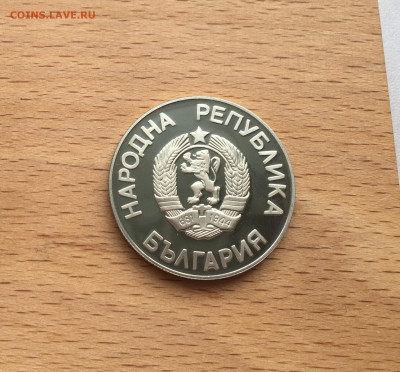 COINS.LAVE.RU
НАРОДНА РЕПУБЛИКА
681 1944
БЪЛГАРИЯ